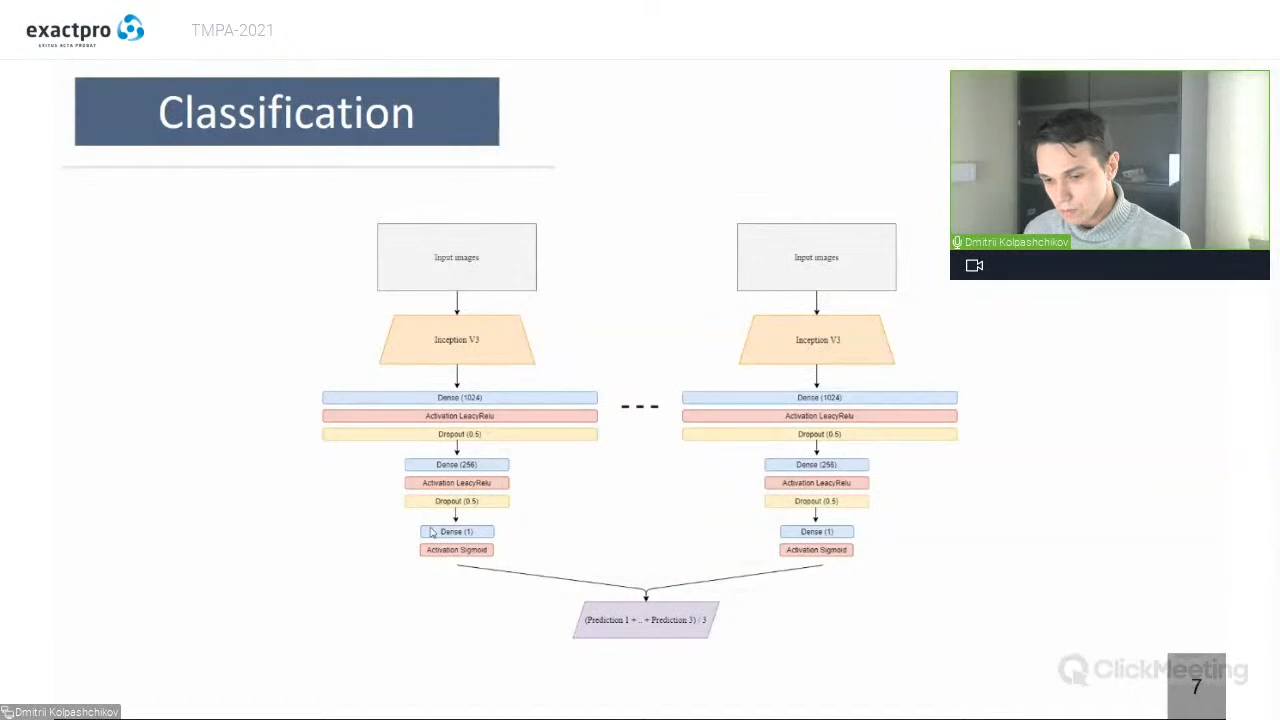 exactpro
EXITUS ACTA PROBAT
TMPA-2021
Classification
Dmitrii Kolpashchikov
Input images
Input images
Inception V3
Inception V3
Dense (1024)
Activation LeacyRelu
Dropout (0.5)
- - -
Dense (1024)
Activation LeacyRelu
Dropout (0.5)
Dense (256)
Activation LeacyRelu
Dropout (0.5)
Dense (256)
Activation LeacyRelu
Dropout (0.5)
Dense (1)
Activation Sigmoid
Dense (1)
Activation Sigmoid
(Prediction 1 + .. + Prediction 3) / 3
ClickMeeting
7
Dmitrii Kolpashchikov